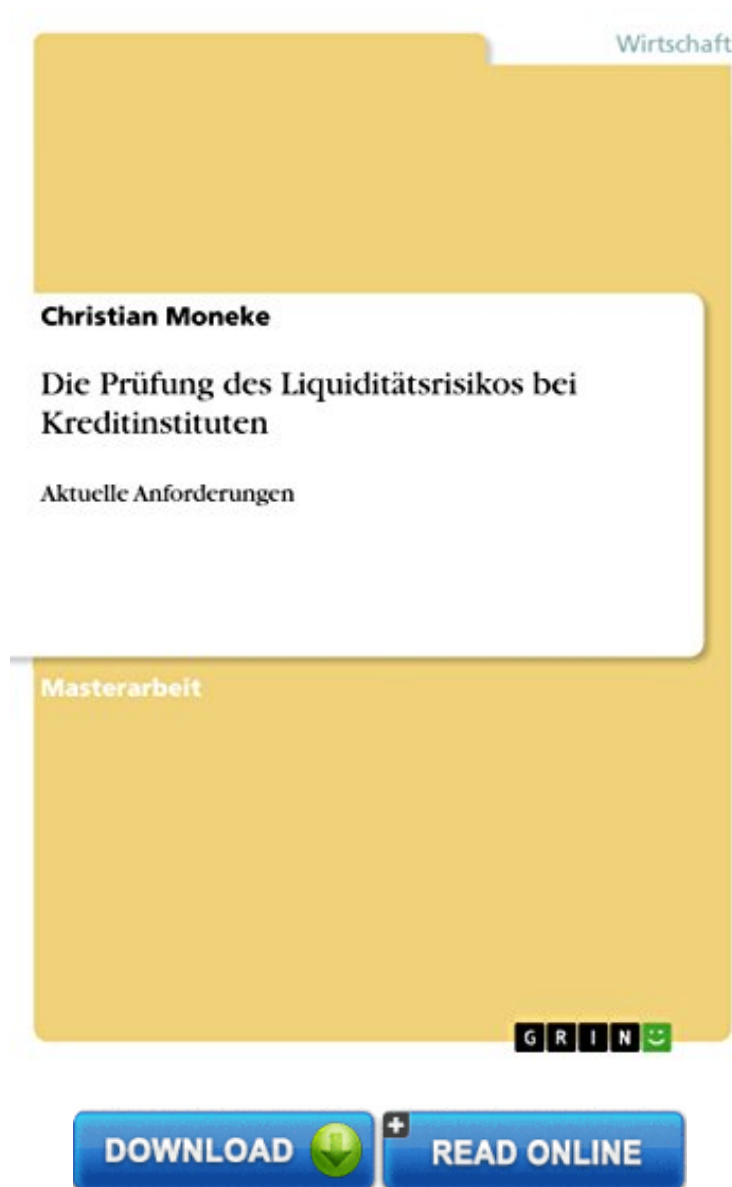 Wirtschaft
Christian Moneke
Die Prüfung des Liquiditätsrisikos bei
Kreditinstituten
Aktuelle Anforderungen
Masterarbeit
GRIN
DOWNLOAD
READ ONLINE